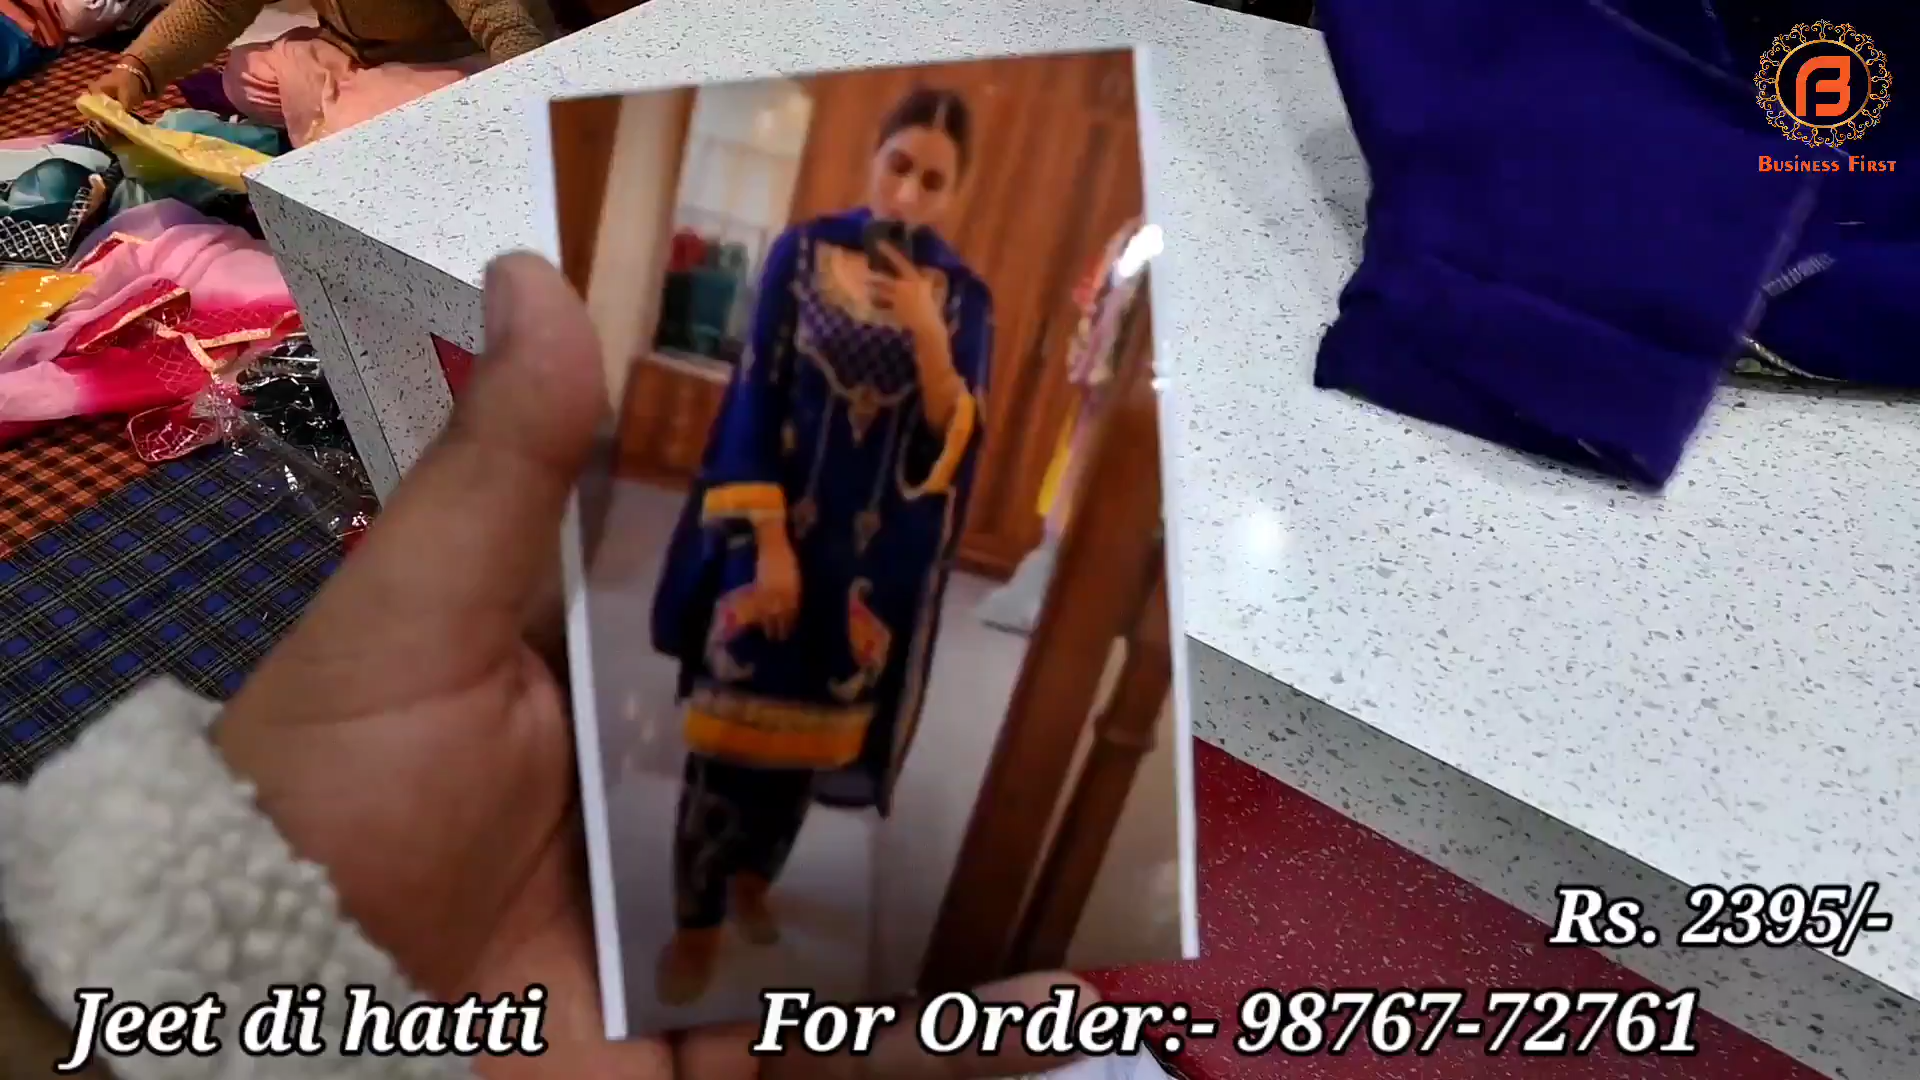 BUSINESS FIRST
Rs. 2395/-
Jeet di hatti
For Order:- 98767-72761